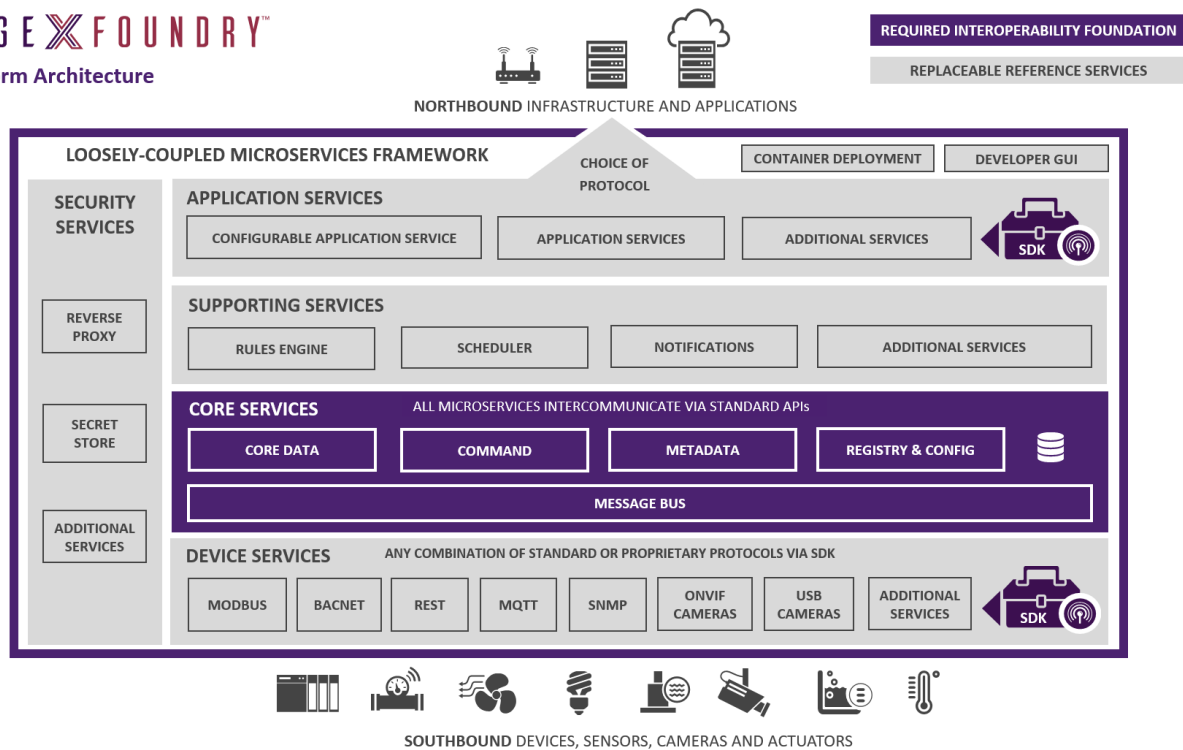 GEXFOUNDRY™
rm Architecture
REQUIRED INTEROPERABILITY FOUNDATION
REPLACEABLE REFERENCE SERVICES
NORTHBOUND INFRASTRUCTURE AND APPLICATIONS
LOOSELY-COUPLED MICROSERVICES FRAMEWORK
CHOICE OF
PROTOCOL
CONTAINER DEPLOYMENT
DEVELOPER GUI
SECURITY
SERVICES
REVERSE
PROXY
SECRET
STORE
ADDITIONAL
SERVICES
APPLICATION SERVICES
CONFIGURABLE APPLICATION SERVICE
APPLICATION SERVICES
ADDITIONAL SERVICES
SDK
SUPPORTING SERVICES
RULES ENGINE
SCHEDULER
NOTIFICATIONS
ADDITIONAL SERVICES
CORE SERVICES
ALL MICROSERVICES INTERCOMMUNICATE VIA STANDARD APIs
CORE DATA
COMMAND
METADATA
REGISTRY & CONFIG
MESSAGE BUS
DEVICE SERVICES
ANY COMBINATION OF STANDARD OR PROPRIETARY PROTOCOLS VIA SDK
MODBUS
BACNET
REST
MQTT
SNMP
ONVIF
CAMERAS
USB
CAMERAS
ADDITIONAL
SERVICES
SDK
SOUTHBOUND DEVICES, SENSORS, CAMERAS AND ACTUATORS